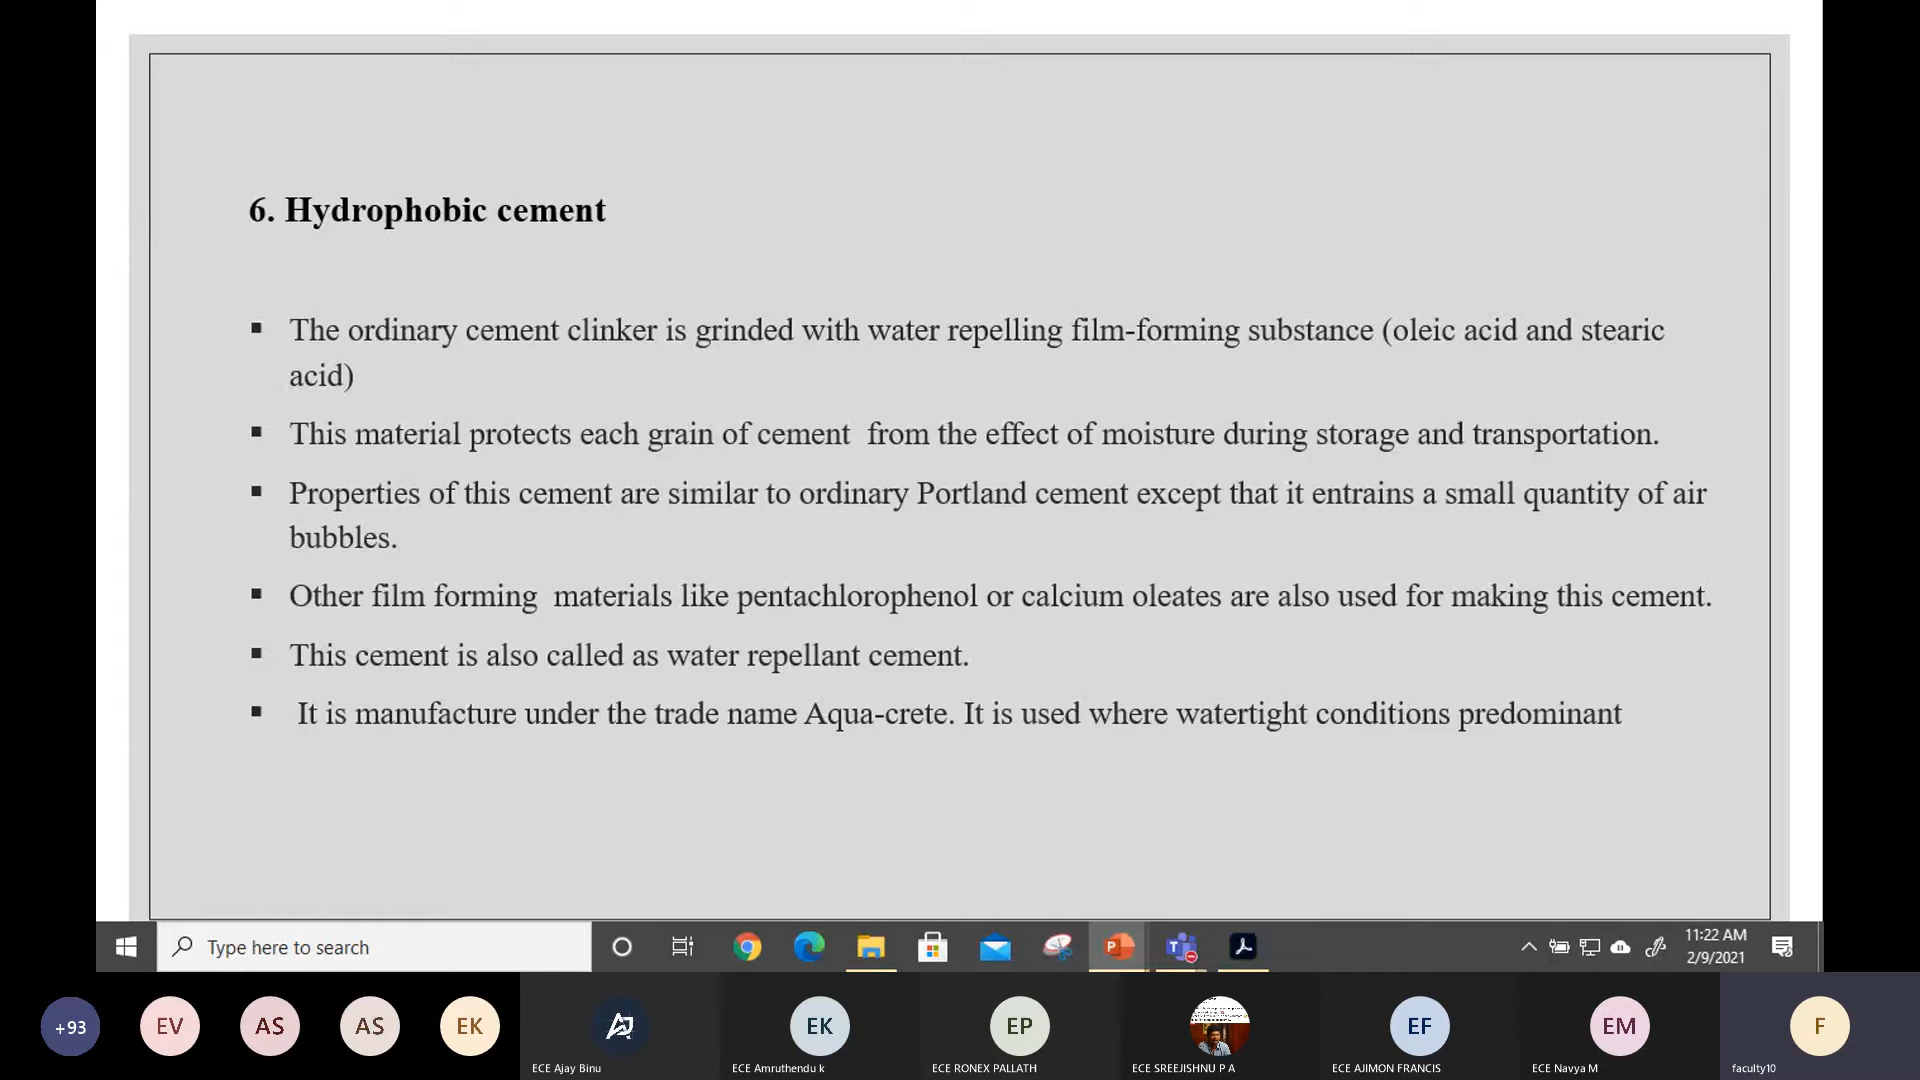 6. Hydrophobic cement
▪ The ordinary cement clinker is grinded with water repelling film-forming substance (oleic acid and stearic
acid)
▪ This material protects each grain of cement  from the effect of moisture during storage and transportation.
▪ Properties of this cement are similar to ordinary Portland cement except that it entrains a small quantity of air
bubbles.
▪ Other film forming  materials like pentachlorophenol or calcium oleates are also used for making this cement.
▪ This cement is also called as water repellant cement.
▪ It is manufacture under the trade name Aqua-crete. It is used where watertight conditions predominant
Type here to search
11:22 AM
2/9/2021
+93
EV
AS
AS
EK
EK
EP
EF
EM
F
ECE Ajay Binu
ECE Amruthendu k
ECE RONEX PALLATH
ECE SREEJISHNU P A
ECE AJIMON FRANCIS
ECE Navya M
faculty10